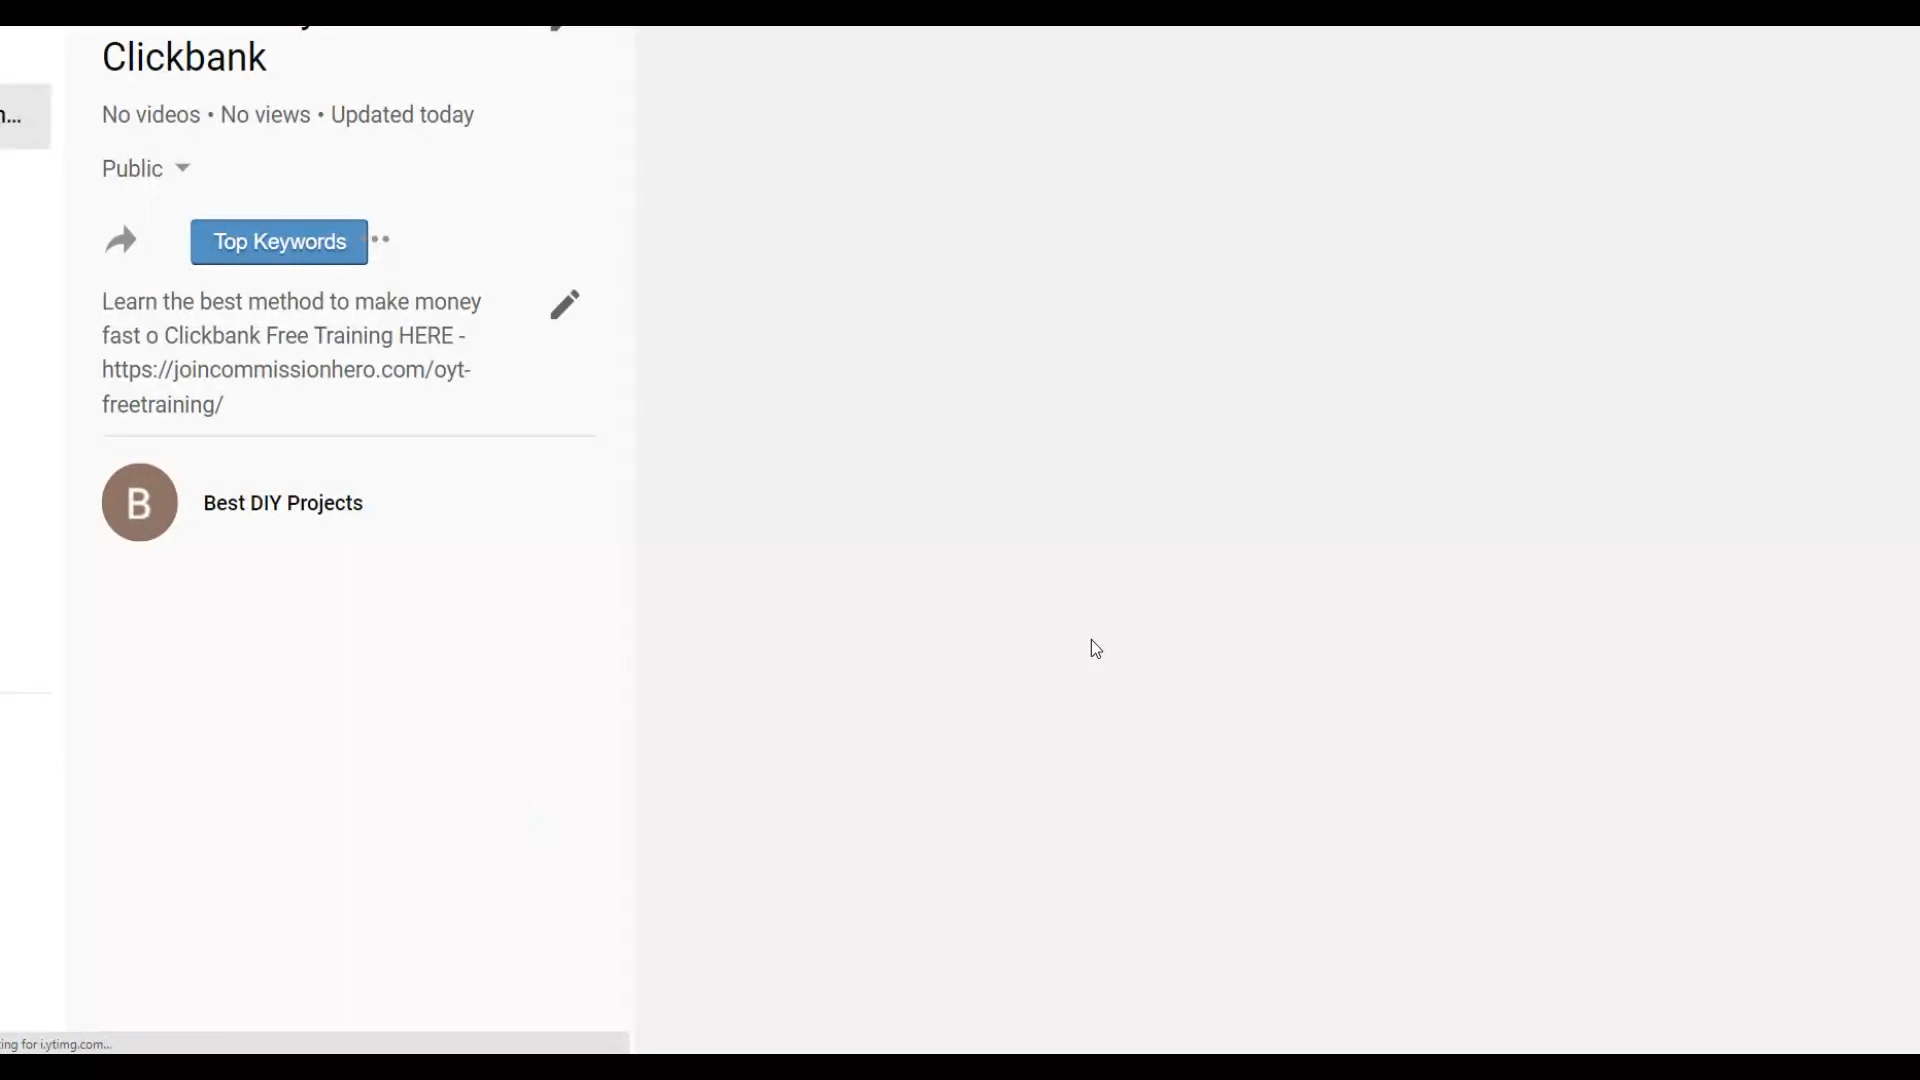 Clickbank
n...
No videos • No views • Updated today
Public
Top Keywords
Learn the best method to make money
fast o Clickbank Free Training HERE -
https://joincommissionhero.com/oyt-
freetraining/
B
Best DIY Projects
ing for i.ytimg.com...